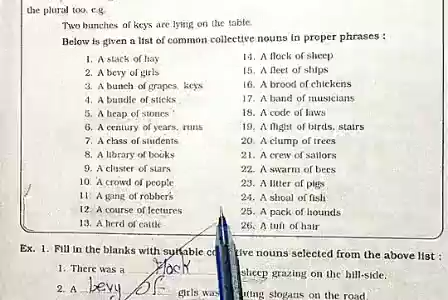 the plural too. e.g.
Two bunches of keys are lying on the table.
Below is given a list of common collective nouns in proper phrases :
1. A stack of hay
2. A bevy of girls
3. A bunch of grapes, keys
4. A bundle of sticks
5. A heap of stones
6. A century of years, runs
7. A class of students
8. A library of books
9. A cluster of stars
10. A crowd of people
11. A gang of robbers
12. A course of lectures
13. A herd of cattle
14. A flock of sheep
15. A fleet of ships
16. A brood of chickens
17. A band of musicians
18. A code of laws
19. A flight of birds, stairs
20. A clump of trees
21. A crew of sailors
22. A swarm of bees
23. A litter of pigs
24. A shoal of fish
25. A pack of hounds
26. A tuft of hair
Ex. 1. Fill in the blanks with suitable co tive nouns selected from the above list :
1. There was a flock sheep grazing on the hill-side.
2. A bevy of girls was ting slogans on the road